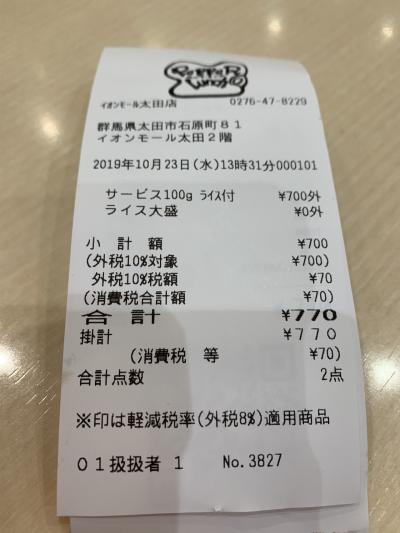 PEPPER
Lunch
イオンモール太田店 0276-47-8229
群馬県太田市石原町81
イオンモール太田2階
2019年10月23日(水)13時31分000101
サービス100g ライス付 ¥700外
ライス大盛 ¥0外
小 計 額 ¥700
(外税10%対象 ¥700)
外税10%税額 ¥70
(消費税合計額 ¥70)
合 計 ¥770
掛計 ¥770
(消費税 等 ¥70)
合計点数 2点
※印は軽減税率(外税8%)適用商品
01扱扱者 1 No.3827